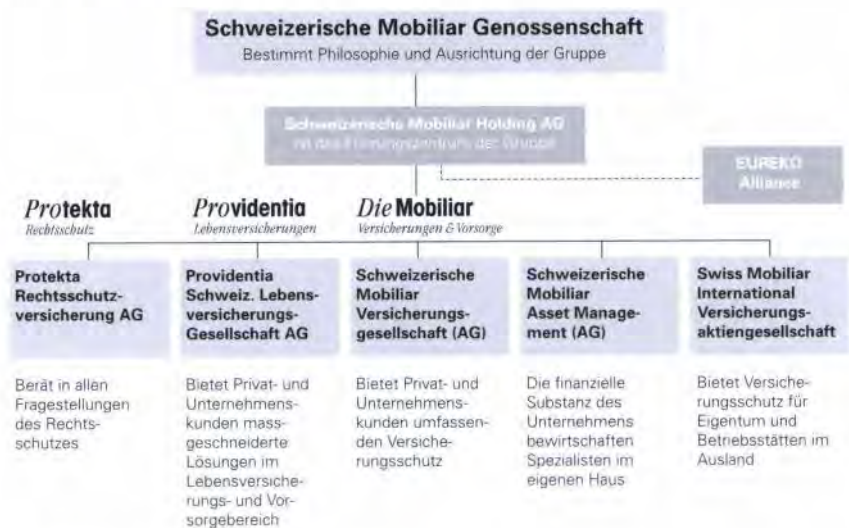 Schweizerische Mobiliar Genossenschaft
Bestimmt Philosophie und Ausrichtung der Gruppe
Schweizerische Mobiliar Holding AG
ist das Führungszentrum der Gruppe
EUREKO
Alliance
Protekta
Rechtsschutz
Providentia
Lebensversicherungen
Die Mobiliar
Versicherungen & Vorsorge
Protekta
Rechtsschutz-
versicherung AG
Providentia
Schweiz. Lebens-
versicherungs-
Gesellschaft AG
Schweizerische
Mobiliar
Versicherungs-
gesellschaft (AG)
Schweizerische
Mobiliar
Asset Manage-
ment (AG)
Swiss Mobiliar
International
Versicherungs-
aktiengesellschaft
Berät in allen
Fragestellungen
des Rechts-
schutzes
Bietet Privat- und
Unternehmens-
kunden mass-
geschneiderte
Lösungen im
Lebensversiche-
rungs- und Vor-
sorgebereich
Bietet Privat- und
Unternehmens-
kunden umfassen-
den Versiche-
rungsschutz
Die finanzielle
Substanz des
Unternehmens
bewirtschaften
Spezialisten im
eigenen Haus
Bietet Versiche-
rungsschutz für
Eigentum und
Betriebsstätten im
Ausland